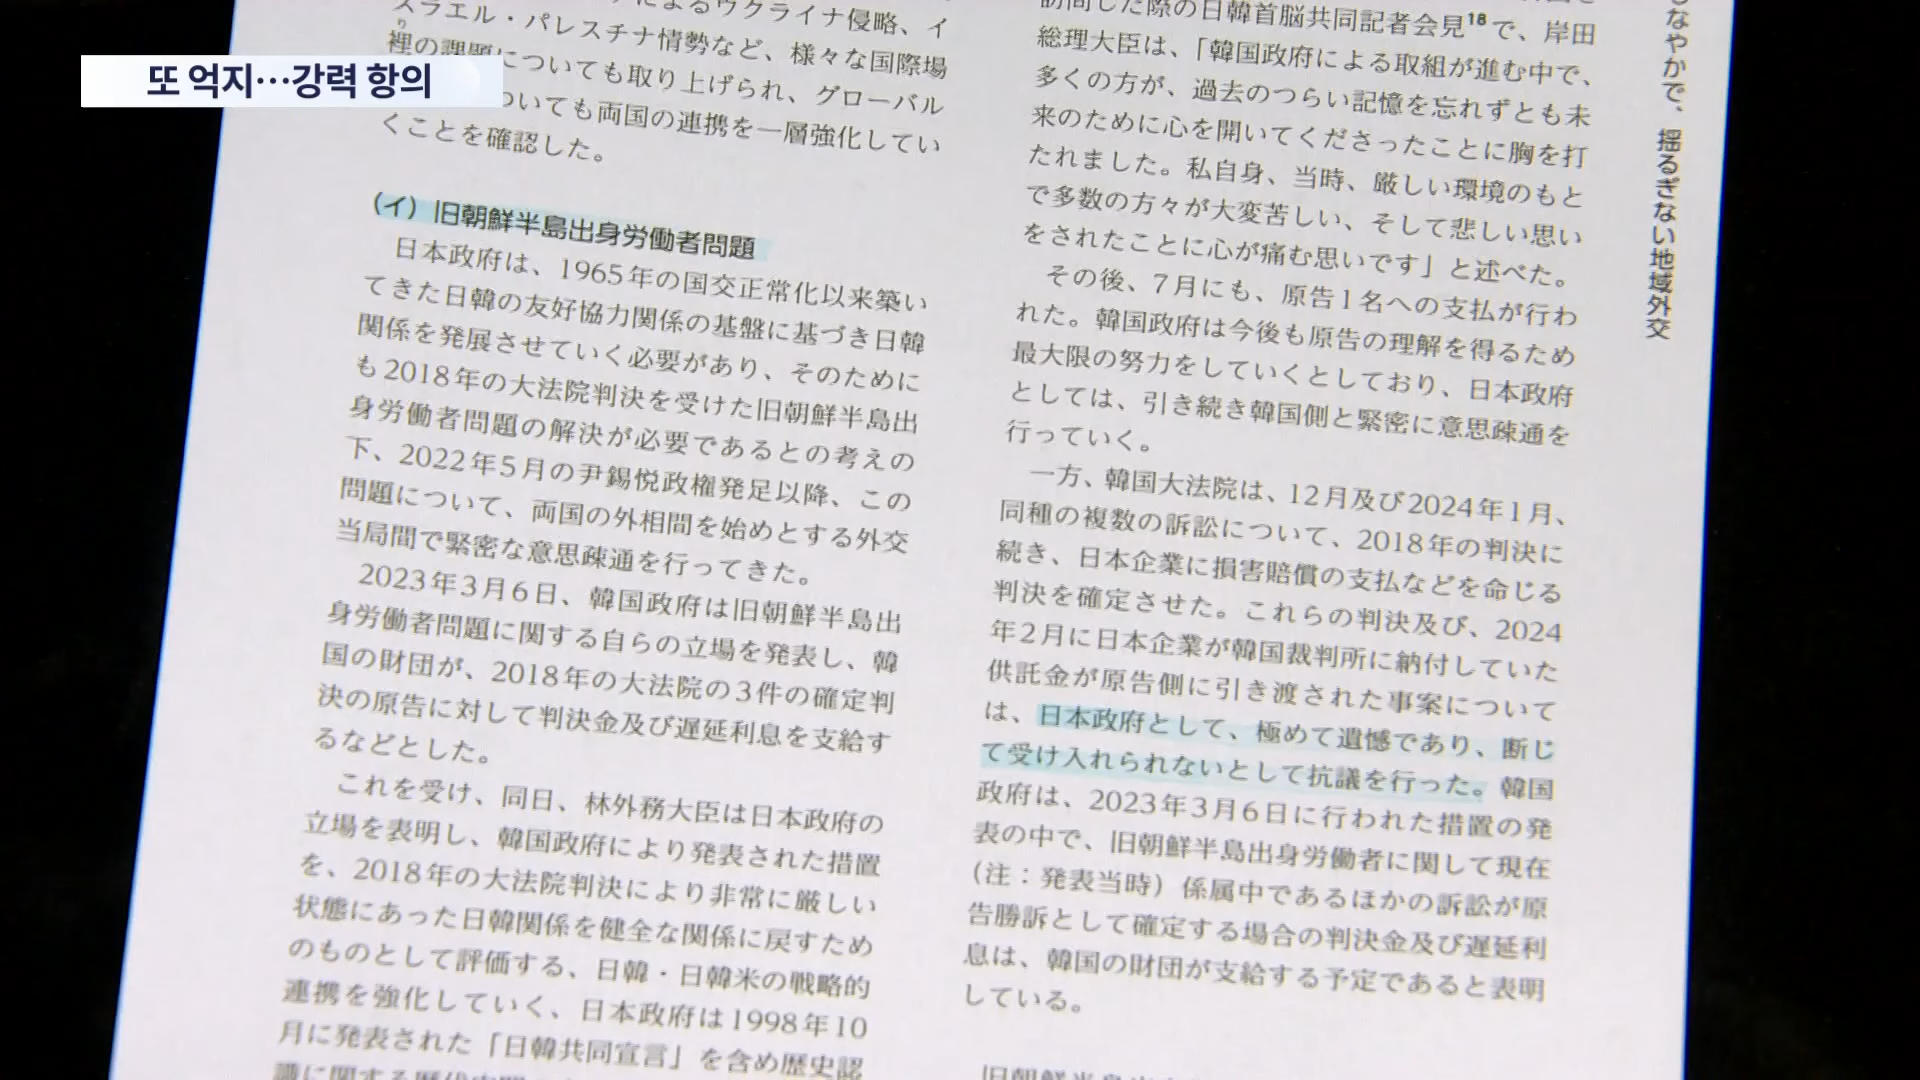 또 억지…강력 항의
によるウクライナ侵略、イ
スラエル・パレスチナ情勢など、様々な国際場
裡の課題についても取り上げられ、グローバル
り
ついても両国の連携を一層強化してい
くことを確認した。
（イ）旧朝鮮半島出身労働者問題
日本政府は、1965年の国交正常化以来築い
てきた日韓の友好協力関係の基盤に基づき日韓
関係を発展させていく必要があり、そのために
も2018年の大法院判決を受けた旧朝鮮半島出
身労働者問題の解決が必要であるとの考えの
下、2022年5月の尹錫悦政権発足以降、この
問題について、両国の外相間を始めとする外交
当局間で緊密な意思疎通を行ってきた。
2023年3月6日、韓国政府は旧朝鮮半島出
身労働者問題に関する自らの立場を発表し、韓
国の財団が、2018年の大法院の3件の確定判
決の原告に対して判決金及び遅延利息を支給す
るなどとした。
これを受け、同日、林外務大臣は日本政府の
立場を表明し、韓国政府により発表された措置
を、2018年の大法院判決により非常に厳しい
状態にあった日韓関係を健全な関係に戻すため
のものとして評価する、日韓・日韓米の戦略的
連携を強化していく、日本政府は1998年10
月に発表された「日韓共同宣言」を含め歴史認
識に関する歴代内閣の
訪問した際の日韓首脳共同記者会見18で、岸田
総理大臣は、「韓国政府による取組が進む中で、
多くの方が、過去のつらい記憶を忘れずとも未
来のために心を開いてくださったことに胸を打
たれました。私自身、当時、厳しい環境のもと
で多数の方々が大変苦しい、そして悲しい思い
をされたことに心が痛む思いです」と述べた。
その後、7月にも、原告1名への支払が行わ
れた。韓国政府は今後も原告の理解を得るため
最大限の努力をしていくとしており、日本政府
としては、引き続き韓国側と緊密に意思疎通を
行っていく。
一方、韓国大法院は、12月及び2024年1月、
同種の複数の訴訟について、2018年の判決に
続き、日本企業に損害賠償の支払などを命じる
判決を確定させた。これらの判決及び、2024
年2月に日本企業が韓国裁判所に納付していた
供託金が原告側に引き渡された事案について
は、日本政府として、極めて遺憾であり、断じ
て受け入れられないとして抗議を行った。韓国
政府は、2023年3月6日に行われた措置の発
表の中で、旧朝鮮半島出身労働者に関して現在
（注：発表当時）係属中であるほかの訴訟が原
告勝訴として確定する場合の判決金及び遅延利
息は、韓国の財団が支給する予定であると表明
している。
旧朝鮮半島出
しなやかで、揺るぎない地域外交